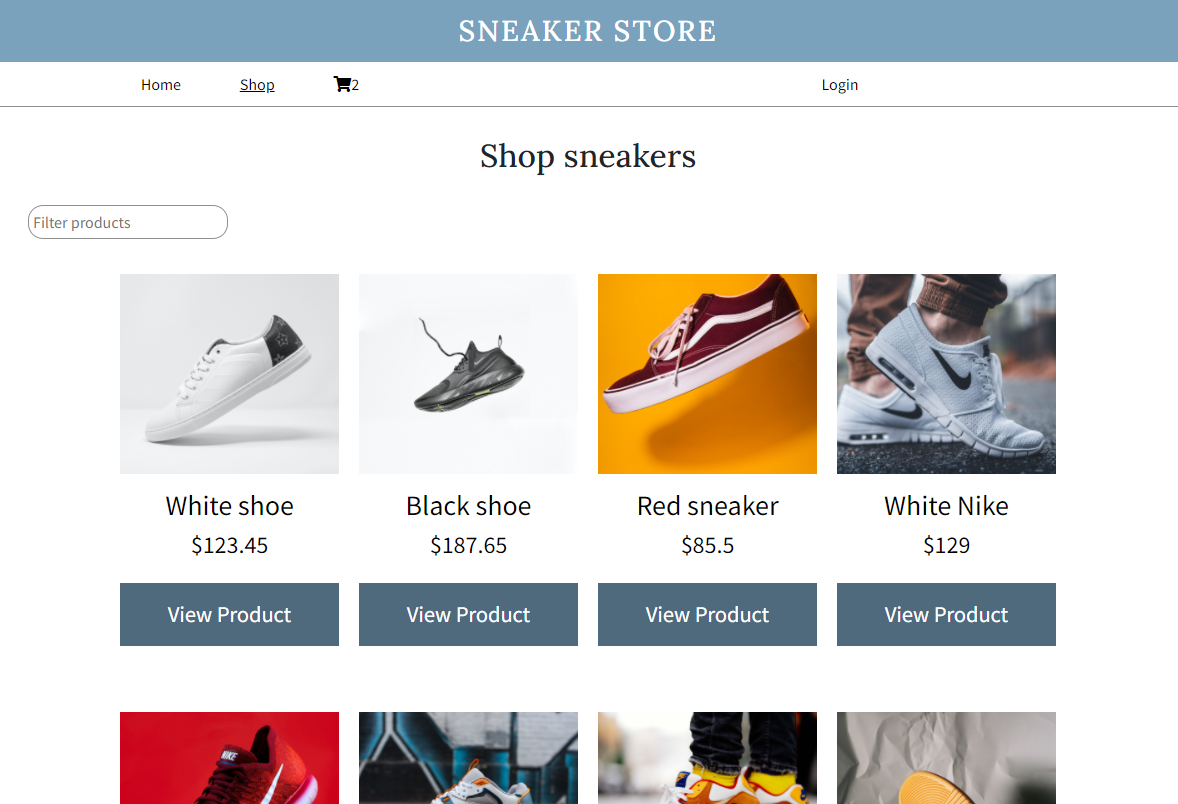 SNEAKER STORE
Home Shop 2 Login
Shop sneakers
Filter products
White shoe Black shoe Red sneaker White Nike
$123.45 $187.65 $85.5 $129
View Product View Product View Product View Product
NIKE